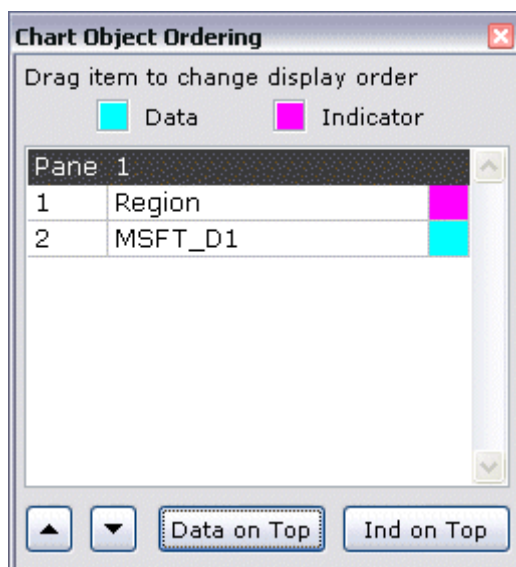 Chart Object Ordering
Drag item to change display order
Data Indicator
Pane 1
1 Region
2 MSFT_D1
Data on Top Ind on Top